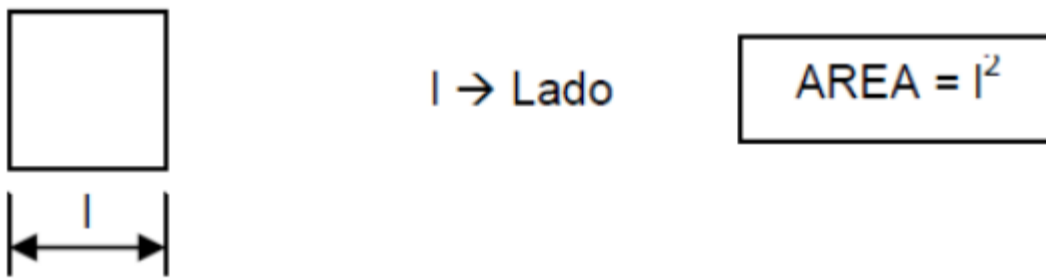 l → Lado
AREA = l²
l